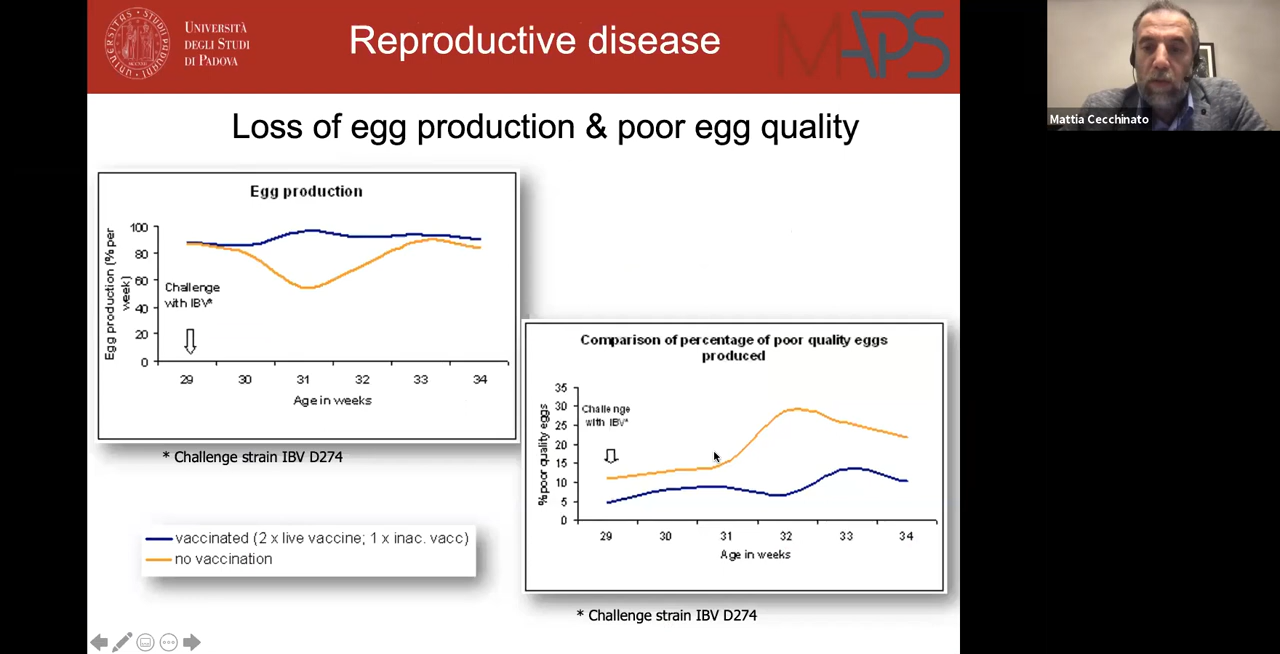 UNIVERSITÀ
DEGLI STUDI
DI PADOVA
Reproductive disease
MAPS
Mattia Cecchinato
Loss of egg production & poor egg quality
Egg production
Egg production (% per
week)
100
80
60
40
20
0
Challenge
with IBV*
29 30 31 32 33 34
Age in weeks
* Challenge strain IBV D274
Comparison of percentage of poor quality eggs
produced
% poor quality eggs
35
30
25
20
15
10
5
0
Challenge
with IBV*
29 30 31 32 33 34
Age in weeks
* Challenge strain IBV D274
vaccinated (2 x live vaccine; 1 x inac. vacc)
no vaccination